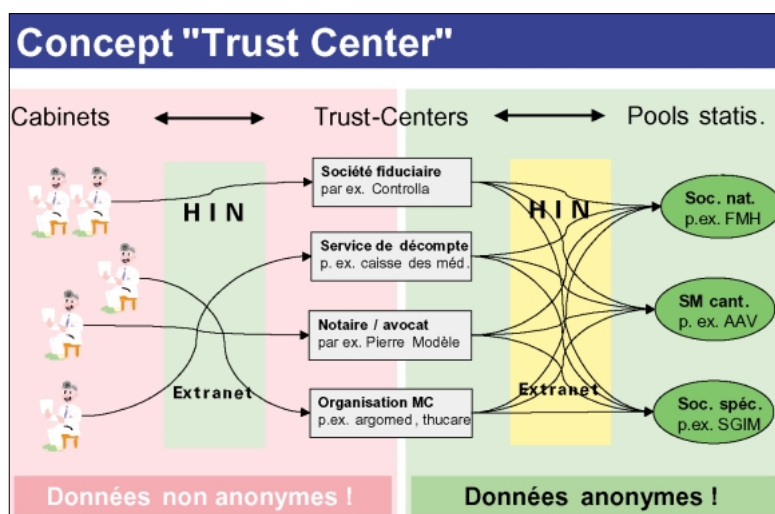 Concept "Trust Center"
Cabinets
Trust-Centers
Pools statis.
Société fiduciaire
par ex. Controlla
Service de décompte
p. ex. caisse des méd.
Notaire / avocat
par ex. Pierre Modèle
Organisation MC
p.ex. argomed, thucare
HIN
Extranet
HIN
Extranet
Soc. nat.
p.ex. FMH
SM cant.
p. ex. AAV
Soc. spéc.
p.ex. SGIM
Données non anonymes !
Données anonymes !